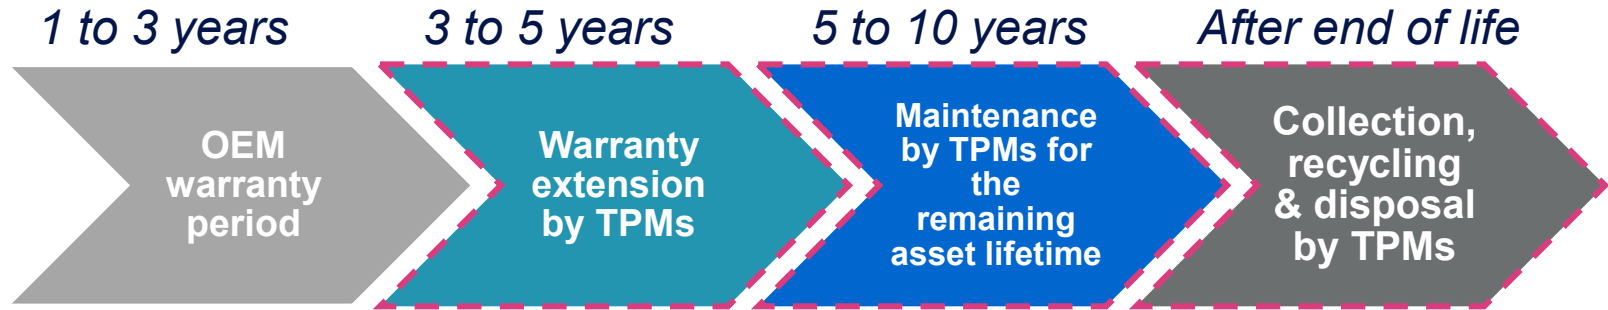 1 to 3 years
3 to 5 years
5 to 10 years
After end of life
OEM
warranty
period
Warranty
extension
by TPMs
Maintenance
by TPMs for
the
remaining
asset lifetime
Collection,
recycling
& disposal
by TPMs